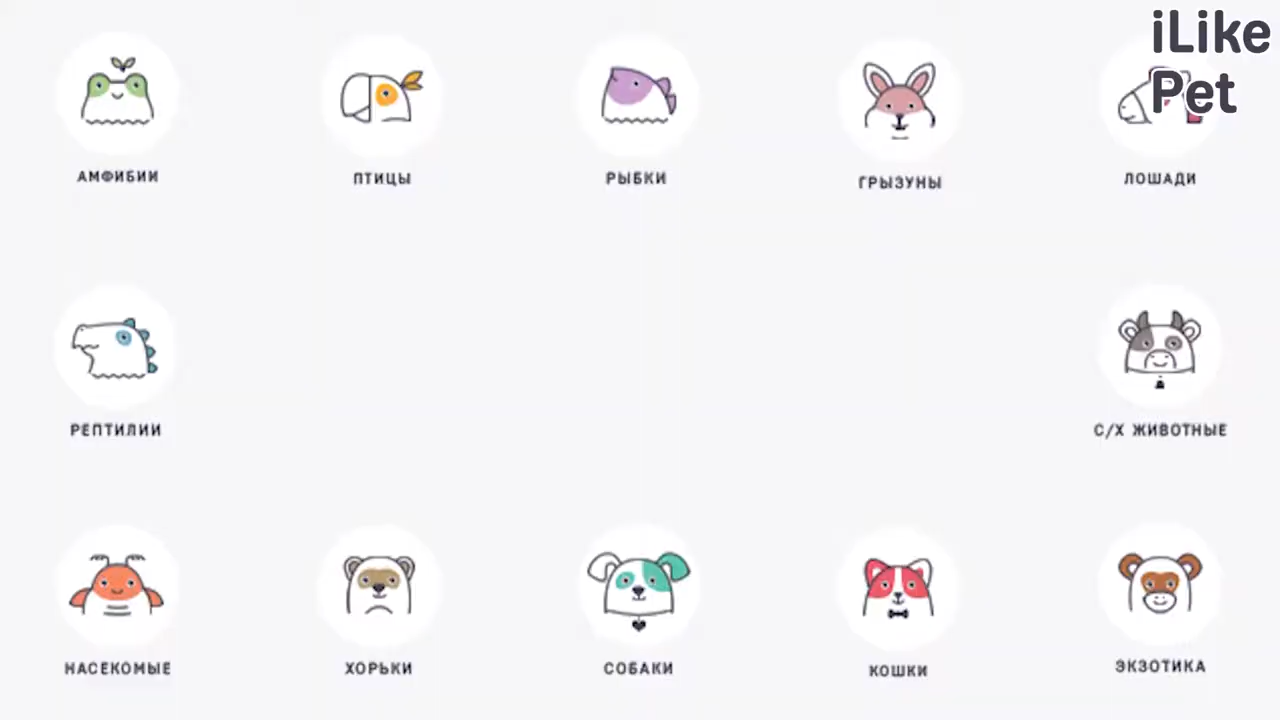 iLike
Pet
АМФИБИИ
ПТИЦЫ
РЫБКИ
ГРЫЗУНЫ
ЛОШАДИ
РЕПТИЛИИ
С/Х ЖИВОТНЫЕ
НАСЕКОМЫЕ
ХОРЬКИ
СОБАКИ
КОШКИ
ЭКЗОТИКА